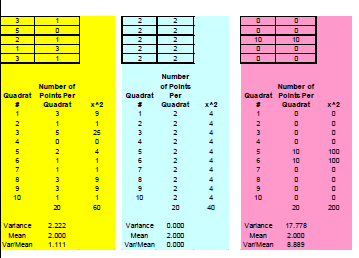 3 1
5 0
2 1
1 3
3 1
Number of
Quadrat Points Per
# Quadrat x^2
1 3 9
2 1 1
3 5 25
4 0 0
5 2 4
6 1 1
7 1 1
8 3 9
9 3 9
10 1 1
20 60
Variance 2.222
Mean 2.000
Var/Mean 1.111
2 2
2 2
2 2
2 2
2 2
Number
of Points
Quadrat Per
# Quadrat x^2
1 2 4
2 2 4
3 2 4
4 2 4
5 2 4
6 2 4
7 2 4
8 2 4
9 2 4
10 2 4
20 40
Variance 0.000
Mean 2.000
Var/Mean 0.000
0 0
0 0
10 10
0 0
0 0
Number of
Quadrat Points Per
# Quadrat x^2
1 0 0
2 0 0
3 0 0
4 0 0
5 10 100
6 10 100
7 0 0
8 0 0
9 0 0
10 0 0
20 200
Variance 17.778
Mean 2.000
Var/Mean 8.889